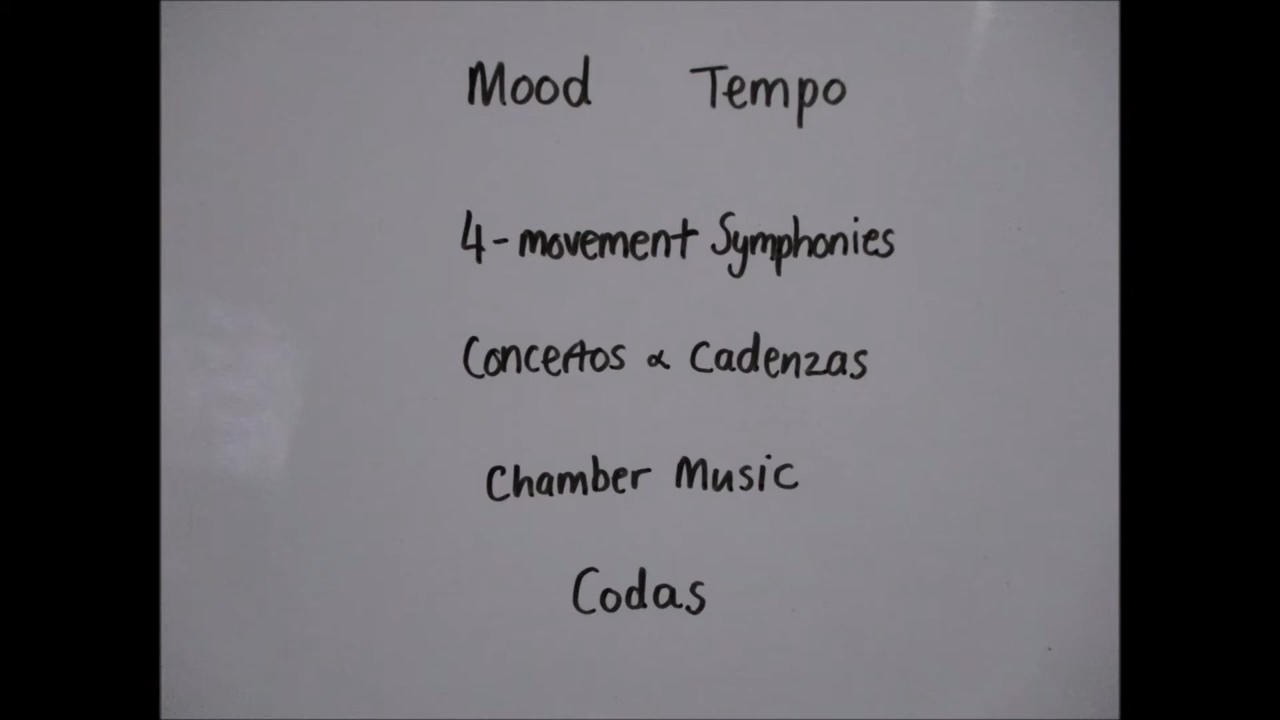 Mood Tempo
4-movement Symphonies
Concertos & Cadenzas
Chamber Music
Codas